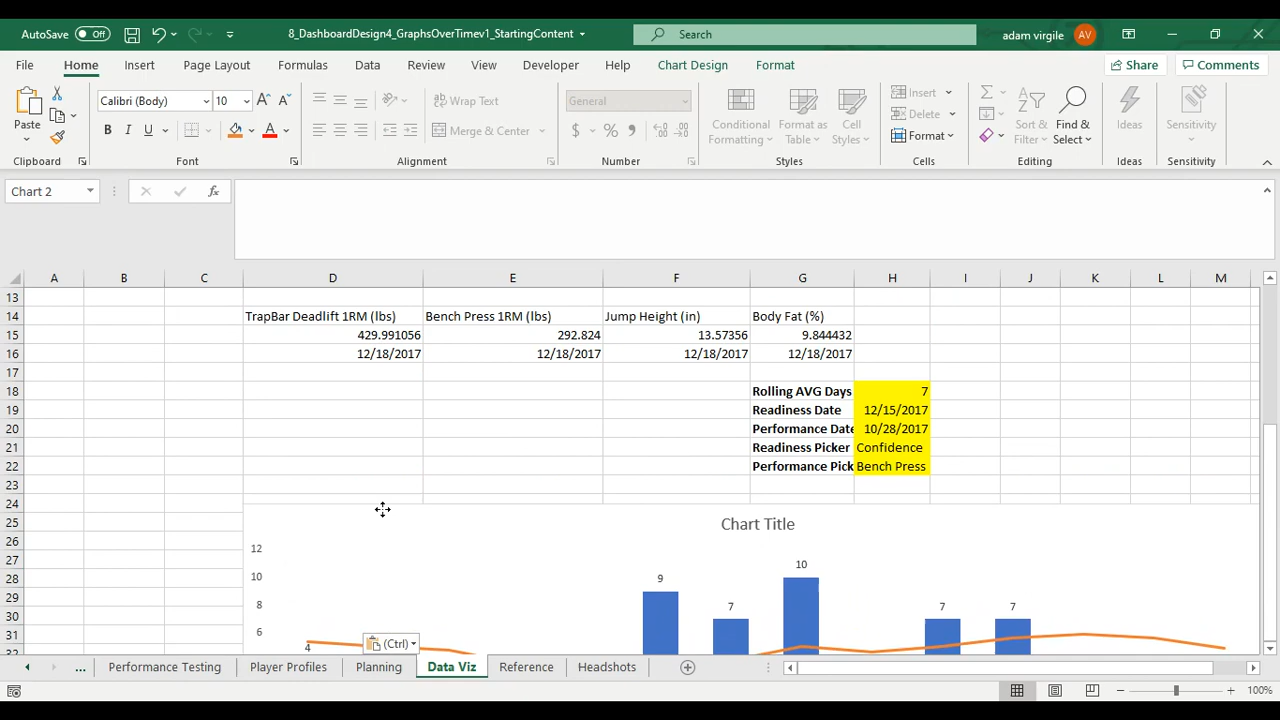 AutoSave Off 8_DashboardDesign4_GraphsOverTimev1_StartingContent Search adam virgile AV
File Home Insert Page Layout Formulas Data Review View Developer Help Chart Design Format Share Comments
Calibri (Body) 10 Wrap Text General Insert
Paste B I U Merge & Center $ % Conditional Formatting Format as Table Cell Styles Delete Format Sort & Filter Find & Select Ideas Sensitivity
Clipboard Font Alignment Number Styles Cells Editing Ideas Sensitivity
Chart 2 fx
A B C D E F G H I J K L M
13
14 TrapBar Deadlift 1RM (lbs) Bench Press 1RM (lbs) Jump Height (in) Body Fat (%)
15 429.991056 292.824 13.57356 9.844432
16 12/18/2017 12/18/2017 12/18/2017 12/18/2017
17
18 Rolling AVG Days 7
19 Readiness Date 12/15/2017
20 Performance Date 10/28/2017
21 Readiness Picker Confidence
22 Performance Pick Bench Press
23
24
25 Chart Title
26 12
27 10
28 10 9
29 8 7 7 7
30
31 6
32 4 (Ctrl)
... Performance Testing Player Profiles Planning Data Viz Reference Headshots
100%